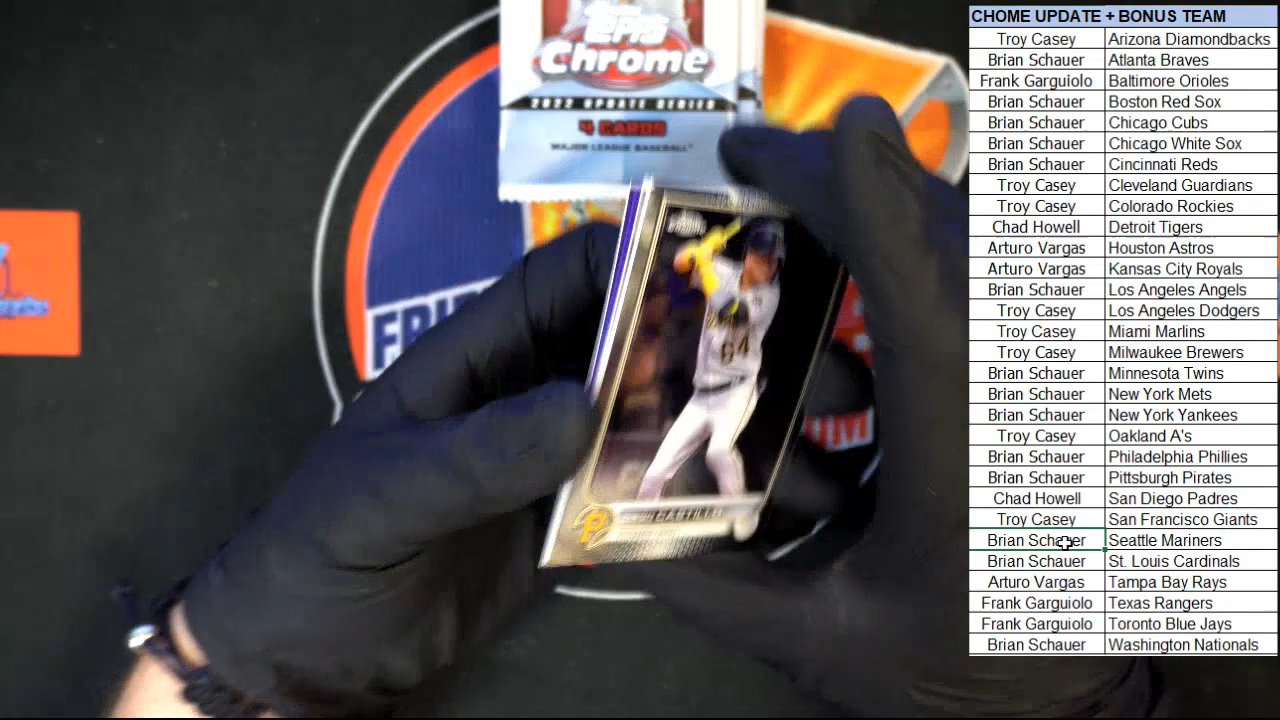 Topps
Chrome
2022 UPDATE SERIES
4 CARDS
MAJOR LEAGUE BASEBALL
64
CASTILLO
P
CHOME UPDATE + BONUS TEAM
Troy Casey Arizona Diamondbacks
Brian Schauer Atlanta Braves
Frank Garguiolo Baltimore Orioles
Brian Schauer Boston Red Sox
Brian Schauer Chicago Cubs
Brian Schauer Chicago White Sox
Brian Schauer Cincinnati Reds
Troy Casey Cleveland Guardians
Troy Casey Colorado Rockies
Chad Howell Detroit Tigers
Arturo Vargas Houston Astros
Arturo Vargas Kansas City Royals
Brian Schauer Los Angeles Angels
Troy Casey Los Angeles Dodgers
Troy Casey Miami Marlins
Troy Casey Milwaukee Brewers
Brian Schauer Minnesota Twins
Brian Schauer New York Mets
Brian Schauer New York Yankees
Troy Casey Oakland A's
Brian Schauer Philadelphia Phillies
Brian Schauer Pittsburgh Pirates
Chad Howell San Diego Padres
Troy Casey San Francisco Giants
Brian Schauer Seattle Mariners
Brian Schauer St. Louis Cardinals
Arturo Vargas Tampa Bay Rays
Frank Garguiolo Texas Rangers
Frank Garguiolo Toronto Blue Jays
Brian Schauer Washington Nationals